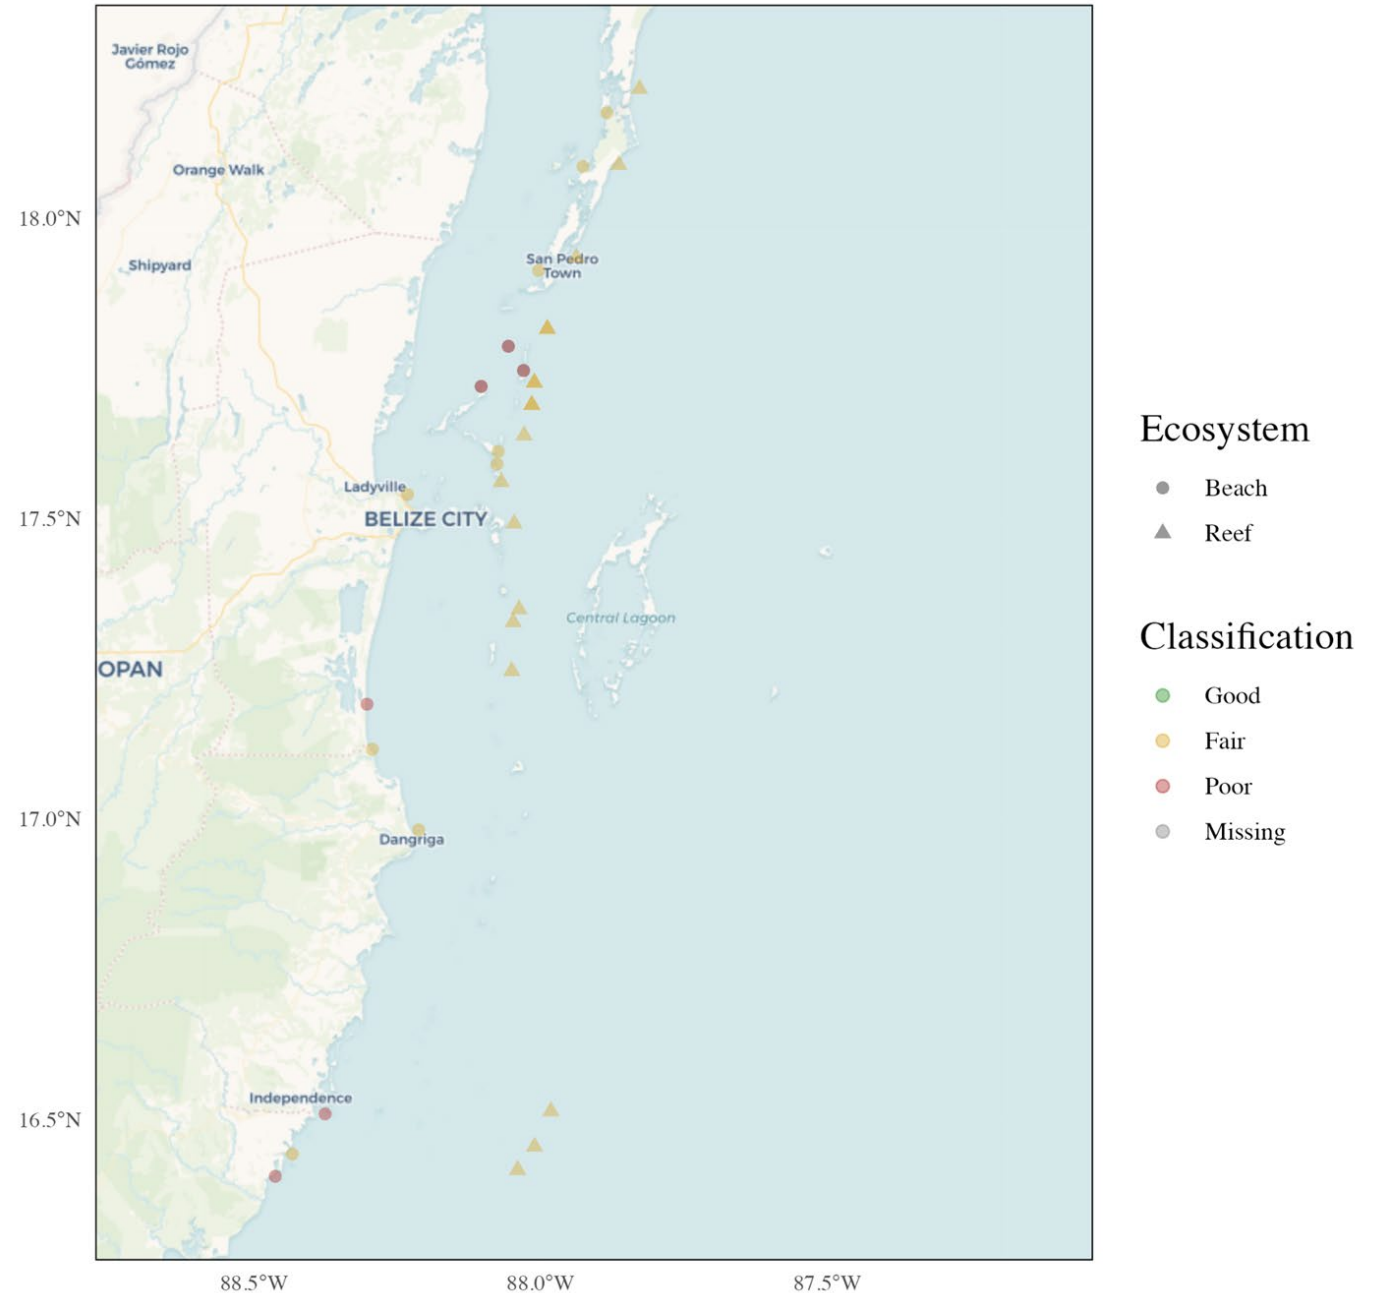 Javier Rojo
Gómez
Orange Walk
18.0°N
Shipyard
San Pedro
Town
Ladyville
17.5°N
BELIZE CITY
Central Lagoon
OPAN
17.0°N
Dangriga
Independence
16.5°N
88.5°W
88.0°W
87.5°W
Ecosystem
Beach
Reef
Classification
Good
Fair
Poor
Missing